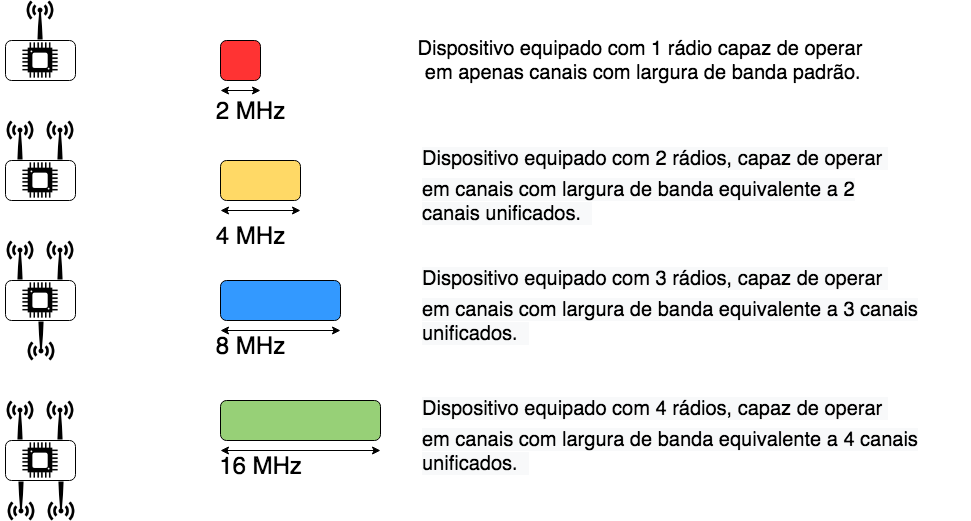 Dispositivo equipado com 1 rádio capaz de operar
em apenas canais com largura de banda padrão.
2 MHz
Dispositivo equipado com 2 rádios, capaz de operar
em canais com largura de banda equivalente a 2
canais unificados.
4 MHz
Dispositivo equipado com 3 rádios, capaz de operar
em canais com largura de banda equivalente a 3 canais
unificados.
8 MHz
Dispositivo equipado com 4 rádios, capaz de operar
em canais com largura de banda equivalente a 4 canais
unificados.
16 MHz